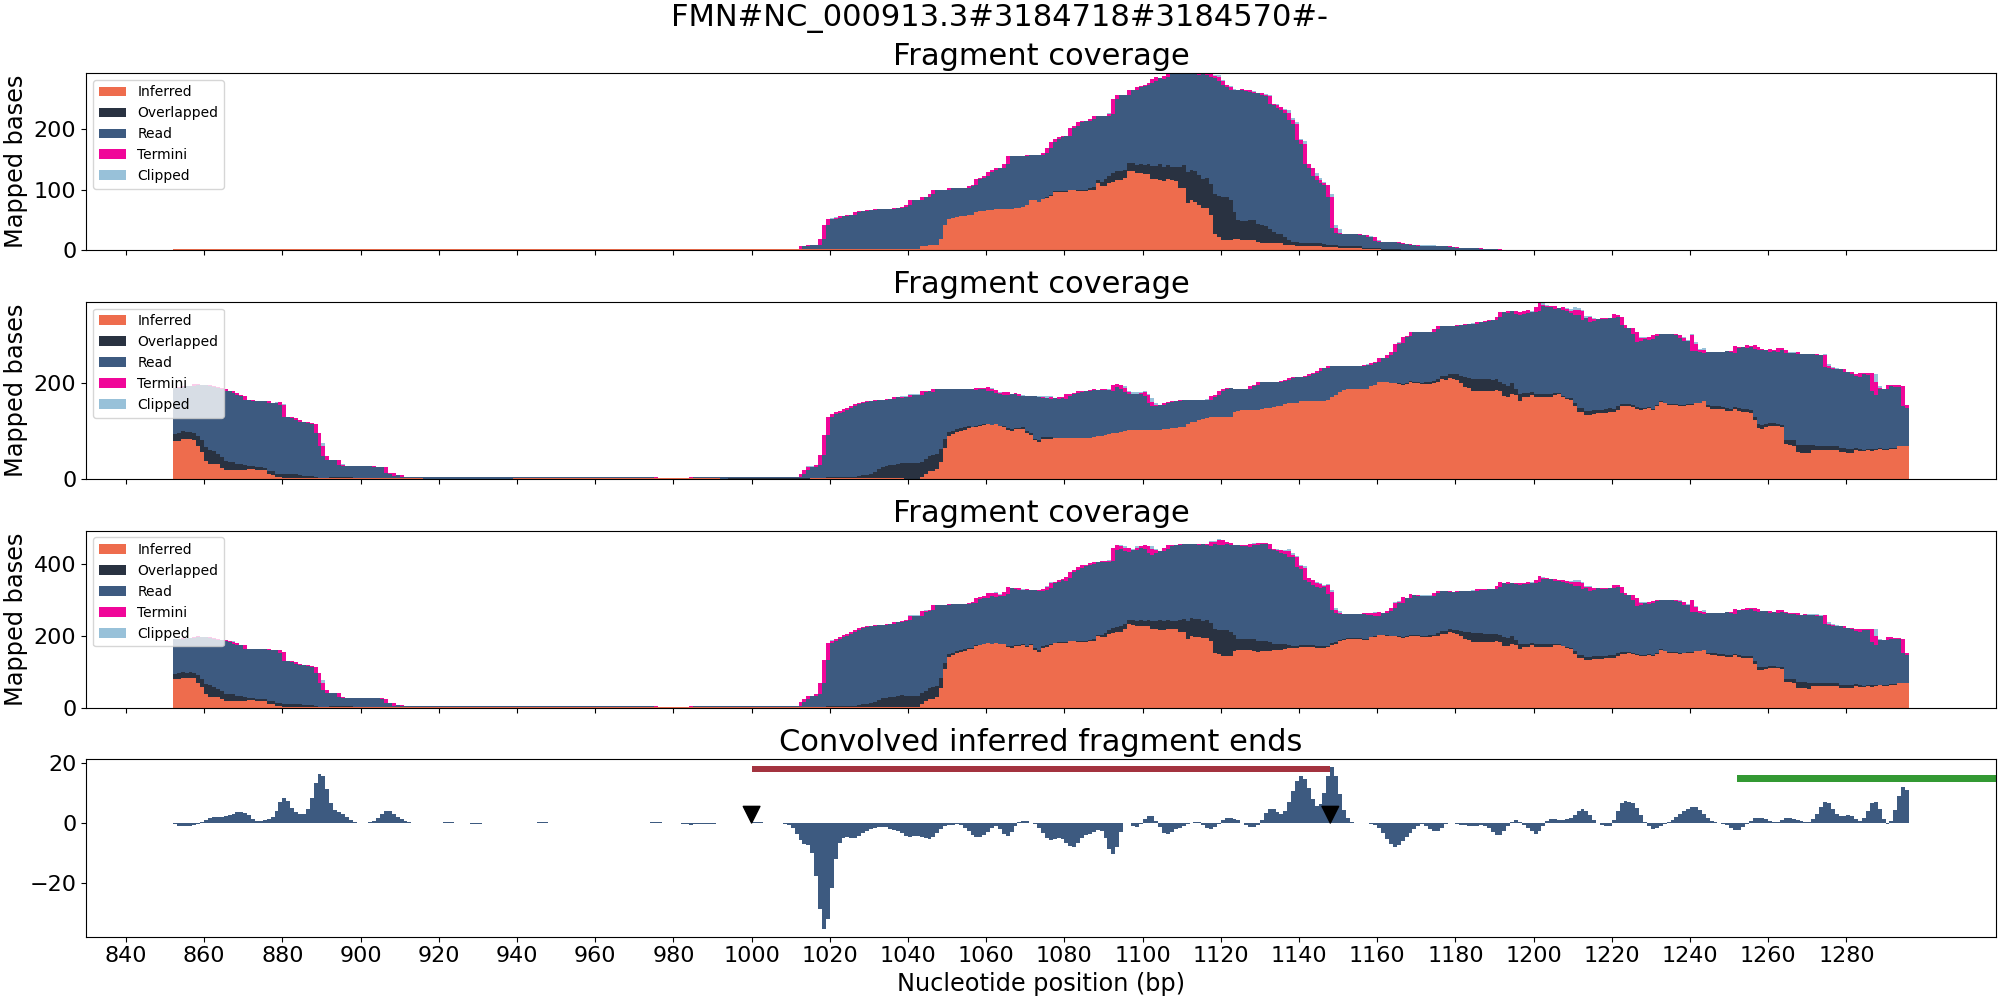 FMN#NC_000913.3#3184718#3184570#-
Fragment coverage
Mapped bases
200
100
0
Inferred
Overlapped
Read
Termini
Clipped
Fragment coverage
Mapped bases
200
0
Inferred
Overlapped
Read
Termini
Clipped
Fragment coverage
Mapped bases
400
200
0
Inferred
Overlapped
Read
Termini
Clipped
Convolved inferred fragment ends
20
0
−20
840 860 880 900 920 940 960 980 1000 1020 1040 1060 1080 1100 1120 1140 1160 1180 1200 1220 1240 1260 1280
Nucleotide position (bp)